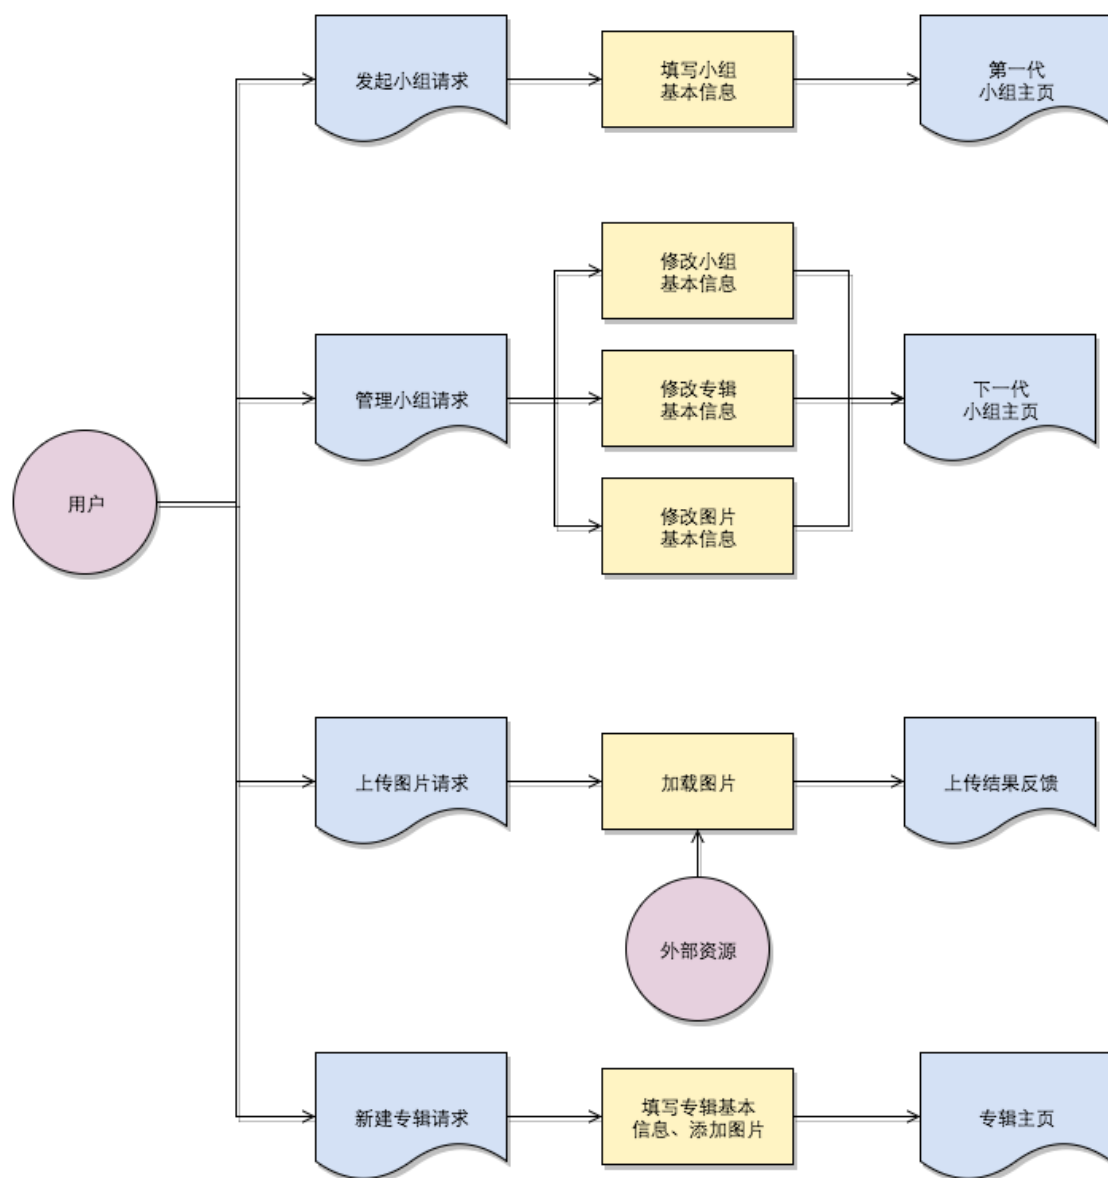 发起小组请求
填写小组
基本信息
第一代
小组主页
修改小组
基本信息
管理小组请求
修改专辑
基本信息
下一代
小组主页
用户
修改图片
基本信息
上传图片请求
加载图片
上传结果反馈
外部资源
新建专辑请求
填写专辑基本
信息、添加图片
专辑主页